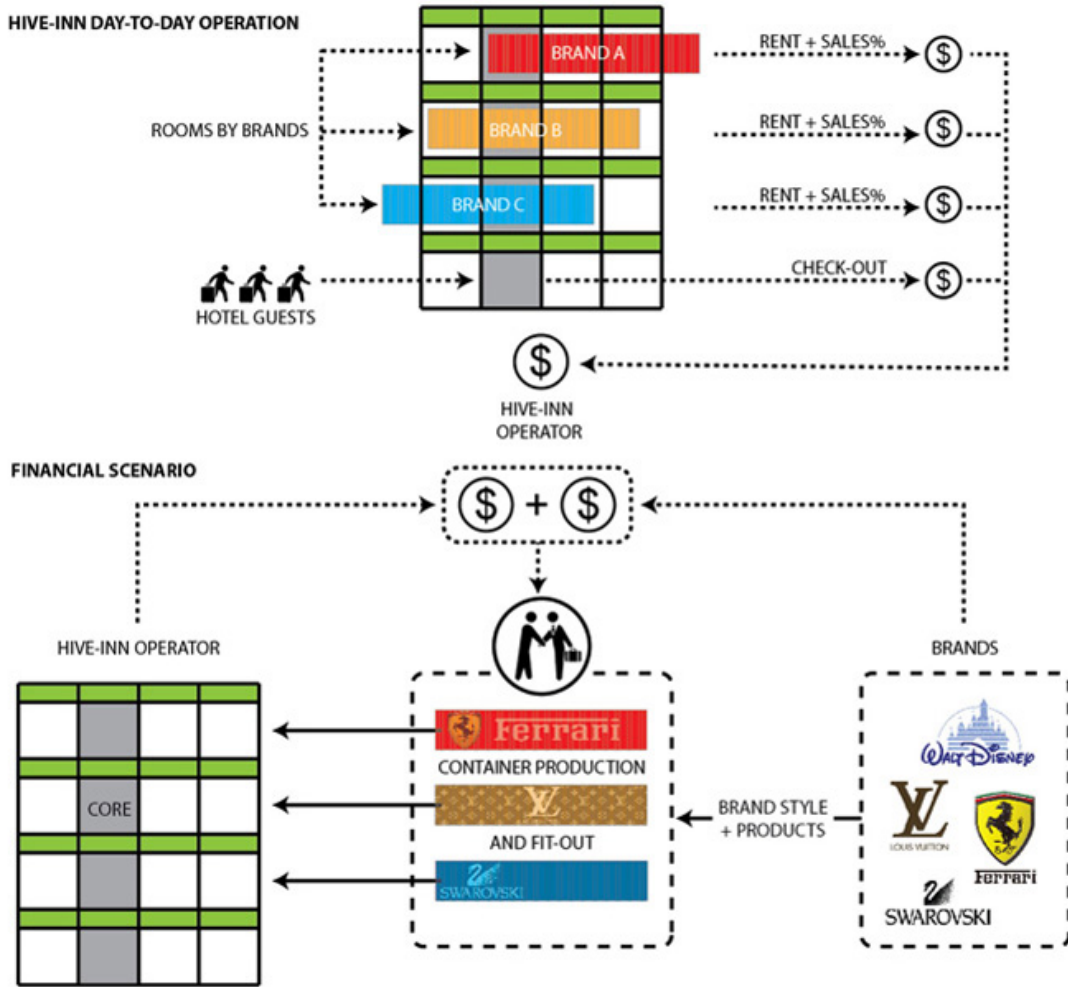 HIVE-INN DAY-TO-DAY OPERATION
BRAND A
RENT + SALES%
$
ROOMS BY BRANDS
BRAND B
RENT + SALES%
$
BRAND C
RENT + SALES%
$
HOTEL GUESTS
CHECK-OUT
$
$
HIVE-INN
OPERATOR
FINANCIAL SCENARIO
$ + $
HIVE-INN OPERATOR
CORE
Ferrari
CONTAINER PRODUCTION
LV
AND FIT-OUT
SWAROVSKI
BRAND STYLE
+ PRODUCTS
BRANDS
WALT DISNEY
LV
LOUIS VUITTON
Ferrari
SWAROVSKI